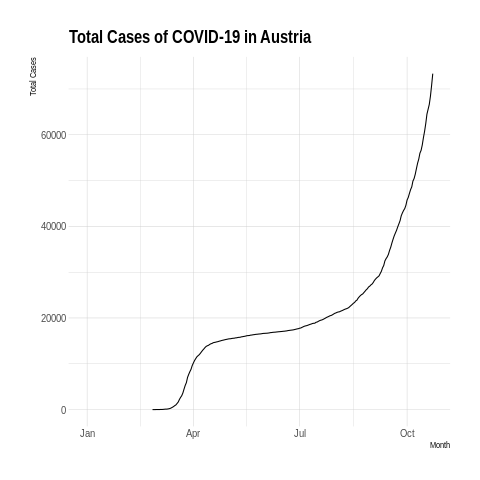 Total Cases of COVID-19 in Austria
Total Cases
60000
40000
20000
0
Jan Apr Jul Oct
Month